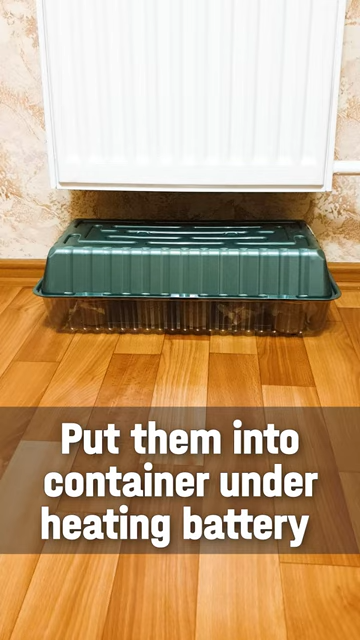 Put them into
container under
heating battery